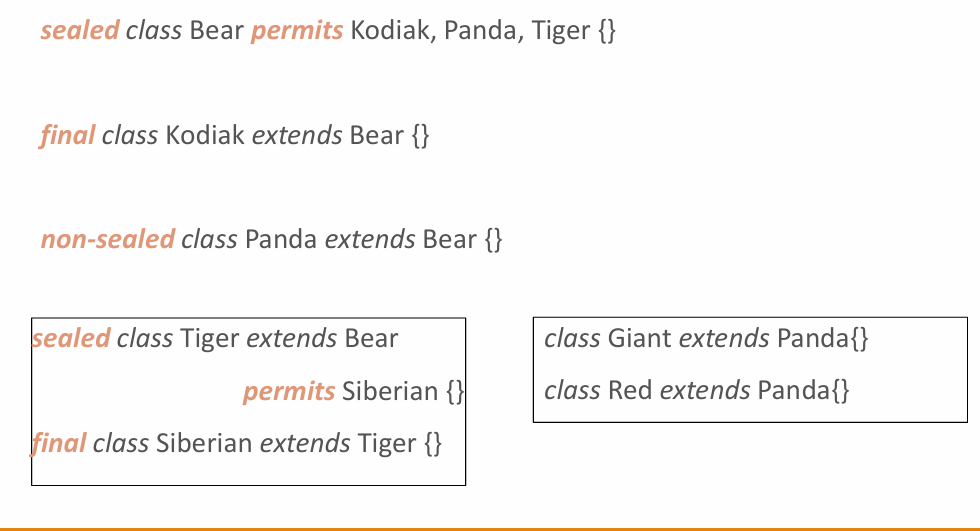 sealed class Bear permits Kodiak, Panda, Tiger {}
final class Kodiak extends Bear {}
non-sealed class Panda extends Bear {}
sealed class Tiger extends Bear
permits Siberian {}
final class Siberian extends Tiger {}
class Giant extends Panda{}
class Red extends Panda{}